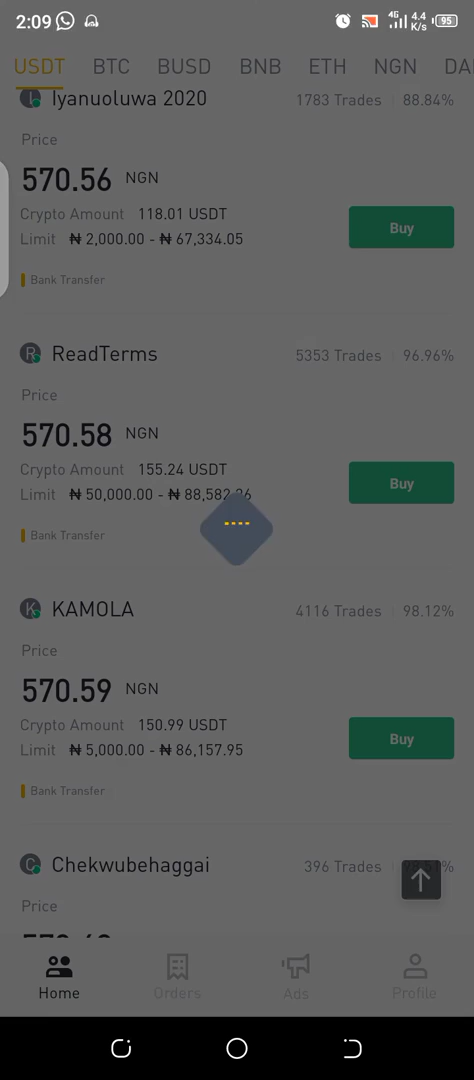 2:09 4G 4.4 K/s 95
USDT BTC BUSD BNB ETH NGN DA
I Iyanuoluwa 2020 1783 Trades 88.84%
Price
570.56 NGN
Crypto Amount 118.01 USDT
Limit ₦ 2,000.00 - ₦ 67,334.05
Buy
Bank Transfer
R ReadTerms 5353 Trades 96.96%
Price
570.58 NGN
Crypto Amount 155.24 USDT
Limit ₦ 50,000.00 - ₦ 88,582.
Buy
Bank Transfer
K KAMOLA 4116 Trades 98.12%
Price
570.59 NGN
Crypto Amount 150.99 USDT
Limit ₦ 5,000.00 - ₦ 86,157.95
Buy
Bank Transfer
C Chekwubehaggai 396 Trades
Price
Home Orders Ads Profile